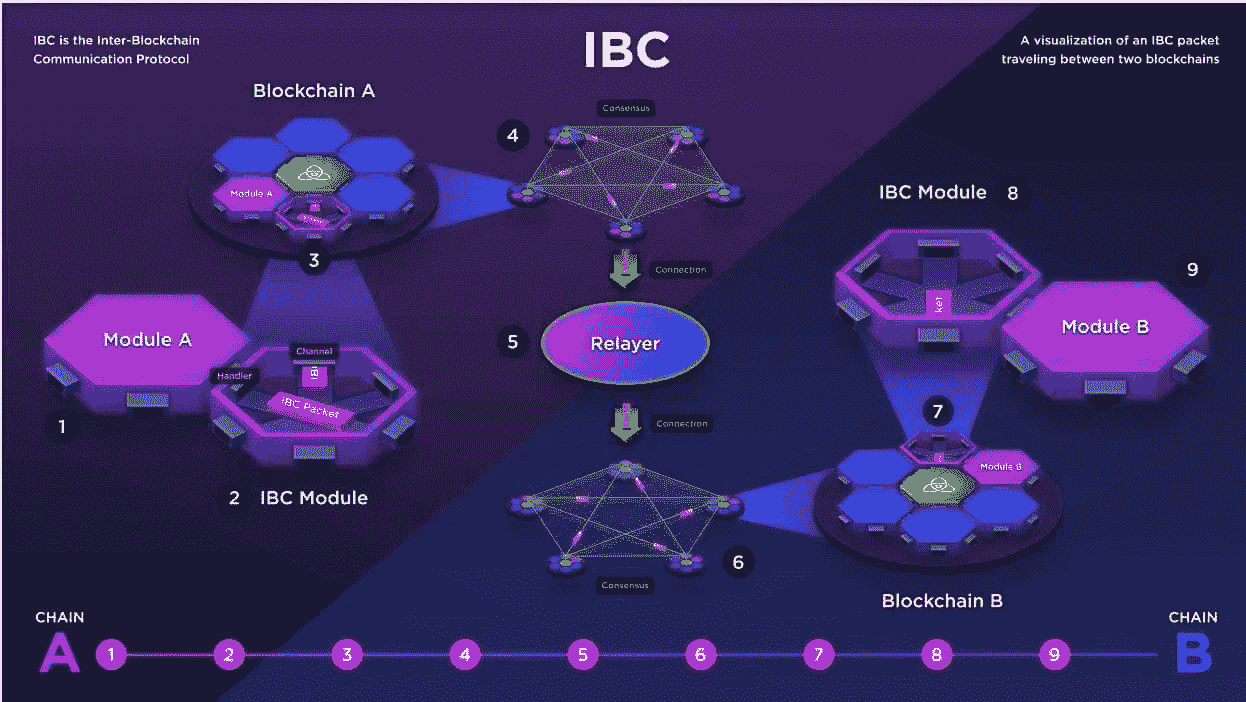 IBC is the Inter-Blockchain
Communication Protocol
IBC
A visualization of an IBC packet
traveling between two blockchains
Blockchain A
Consensus
4
Module A
3
Connection
IBC Module 8
9
Module A
Channel
Handler
IBC Packet
1
2 IBC Module
5
Relayer
Module B
7
Connection
Module B
6
Consensus
Blockchain B
CHAIN
A
1
2
3
4
5
6
7
8
9
CHAIN
B